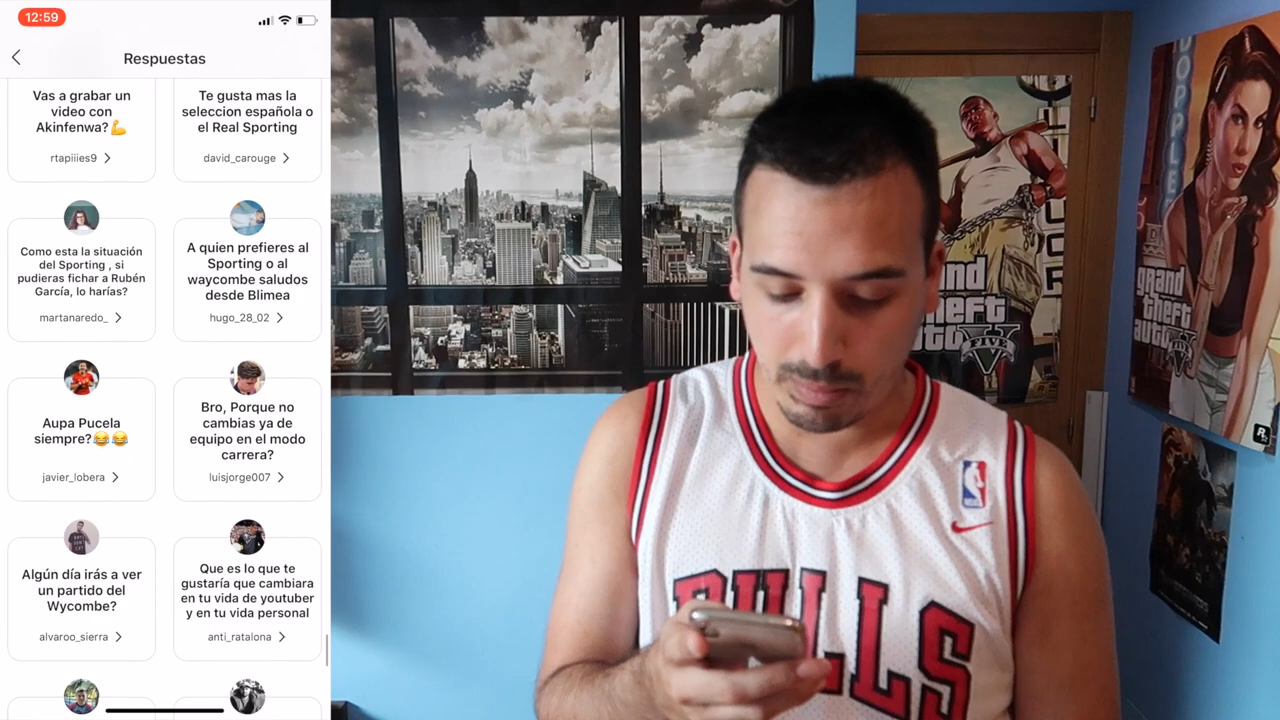 12:59
Respuestas
Vas a grabar un
video con
Akinfenwa?💪
rtapiiies9
Te gusta mas la
seleccion española o
el Real Sporting
david_carouge
Como esta la situación
del Sporting , si
pudieras fichar a Rubén
García, lo harías?
martanaredo_
A quien prefieres al
Sporting o al
waycombe saludos
desde Blimea
hugo_28_02
Aupa Pucela
siempre?😂😂
javier_lobera
Bro, Porque no
cambias ya de
equipo en el modo
carrera?
luisjorge007
Algún día irás a ver
un partido del
Wycombe?
alvaroo_sierra
Que es lo que te
gustaría que cambiara
en tu vida de youtuber
y en tu vida personal
anti_rataiona
theft
FIVE
grand
theft
auto
V
R
NBA
BULLS